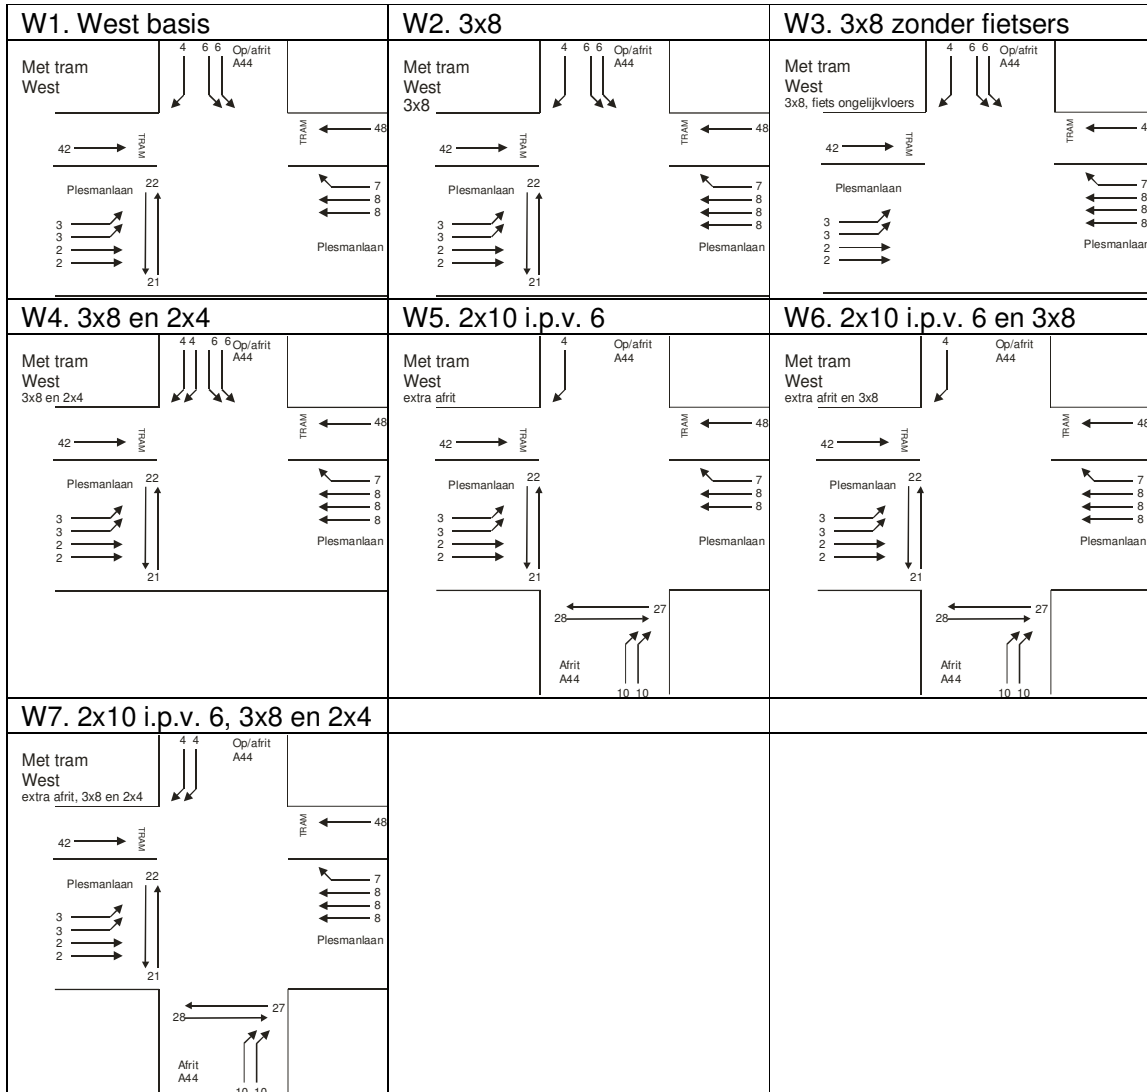 W1. West basis
4 6 6 Op/afrit
A44
Met tram
West
42 TRAM
TRAM 48
Plesmanlaan 22
7
8
8
3
3
2
2
Plesmanlaan
21
W2. 3x8
4 6 6 Op/afrit
A44
Met tram
West
3x8
42 TRAM
TRAM 48
Plesmanlaan 22
7
8
8
8
3
3
2
2
Plesmanlaan
21
W3. 3x8 zonder fietsers
4 6 6 Op/afrit
A44
Met tram
West
3x8, fiets ongelijkvloers
42 TRAM
TRAM 4
Plesmanlaan
7
8
8
8
3
3
2
2
Plesmanlaan
W4. 3x8 en 2x4
4 4 6 6 Op/afrit
A44
Met tram
West
3x8 en 2x4
42 TRAM
TRAM 48
Plesmanlaan 22
7
8
8
8
3
3
2
2
Plesmanlaan
21
W5. 2x10 i.p.v. 6
4 Op/afrit
A44
Met tram
West
extra afrit
42 TRAM
TRAM 48
Plesmanlaan 22
7
8
8
3
3
2
2
Plesmanlaan
21
27
28
Afrit
A44
10 10
W6. 2x10 i.p.v. 6 en 3x8
4 Op/afrit
A44
Met tram
West
extra afrit en 3x8
42 TRAM
TRAM 48
Plesmanlaan 22
7
8
8
8
3
3
2
2
Plesmanlaan
21
27
28
Afrit
A44
10 10
W7. 2x10 i.p.v. 6, 3x8 en 2x4
4 4 Op/afrit
A44
Met tram
West
extra afrit, 3x8 en 2x4
42 TRAM
TRAM 48
Plesmanlaan 22
7
8
8
8
3
3
2
2
Plesmanlaan
21
27
28
Afrit
A44
10 10